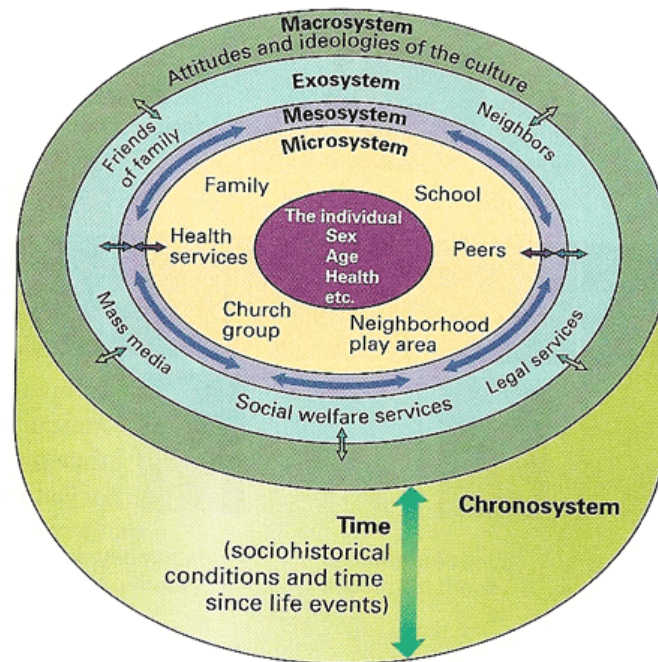 Macrosystem
Attitudes and ideologies of the culture
Exosystem
Mesosystem
Microsystem
Friends
of family
Neighbors
Family
School
The individual
Sex
Age
Health
etc.
Health
services
Peers
Church
group
Neighborhood
play area
Mass media
Social welfare services
Legal services
Chronosystem
Time
(sociohistorical
conditions and time
since life events)